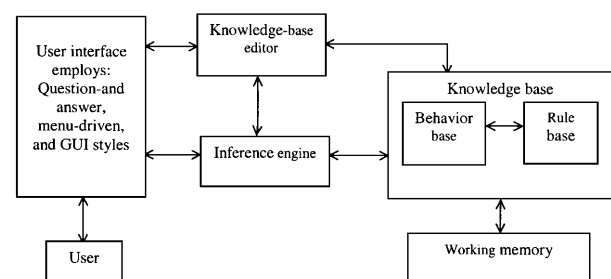 User interface
employs:
Question-and
answer,
menu-driven,
and GUI styles
Knowledge-base
editor
Knowledge base
Behavior
base
Rule
base
Inference engine
User
Working memory